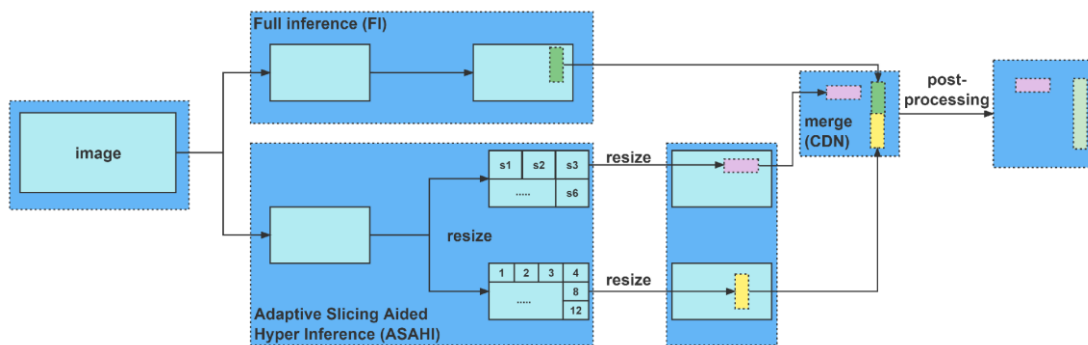 Full inference (FI)
image
post-
processing
merge
(CDN)
s1 s2 s3
..... s6
resize
resize
1 2 3 4
..... 8
12
resize
Adaptive Slicing Aided
Hyper Inference (ASAHI)